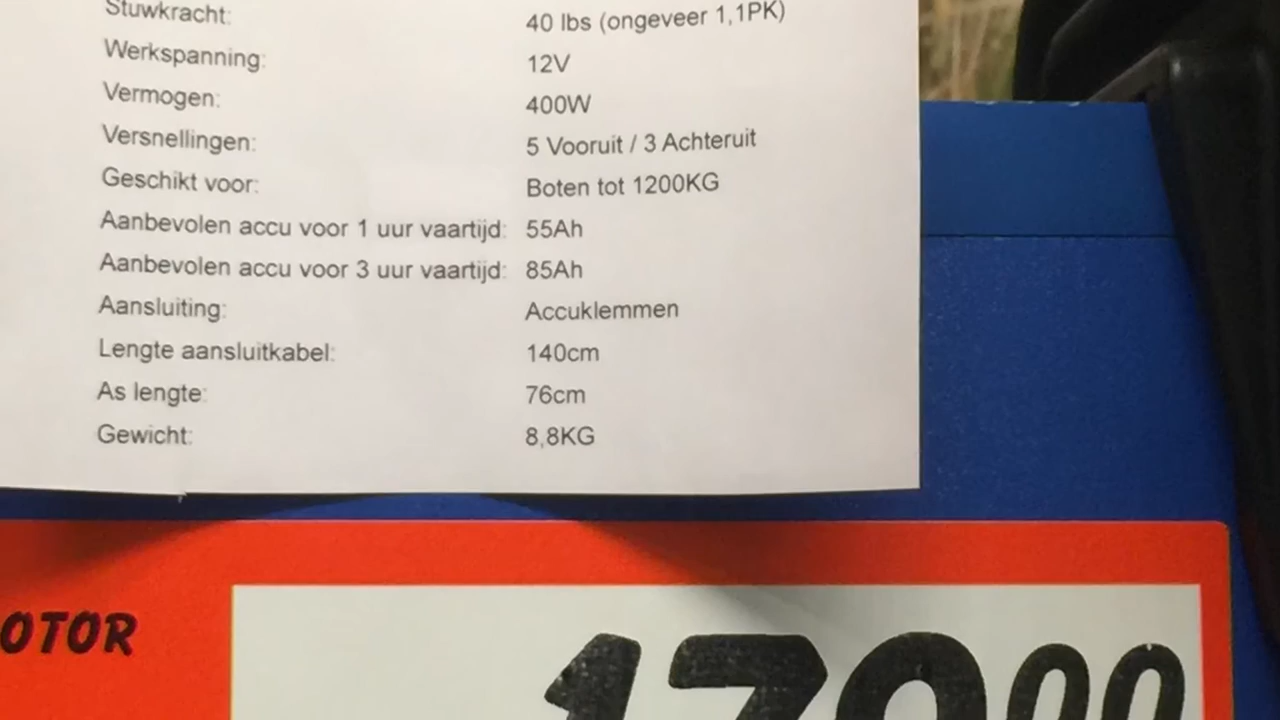 Stuwkracht: 40 lbs (ongeveer 1,1PK)
Werkspanning: 12V
Vermogen: 400W
Versnellingen: 5 Vooruit / 3 Achteruit
Geschikt voor: Boten tot 1200KG
Aanbevolen accu voor 1 uur vaartijd: 55Ah
Aanbevolen accu voor 3 uur vaartijd: 85Ah
Aansluiting: Accuklemmen
Lengte aansluitkabel: 140cm
As lengte: 76cm
Gewicht: 8,8KG
OTOR